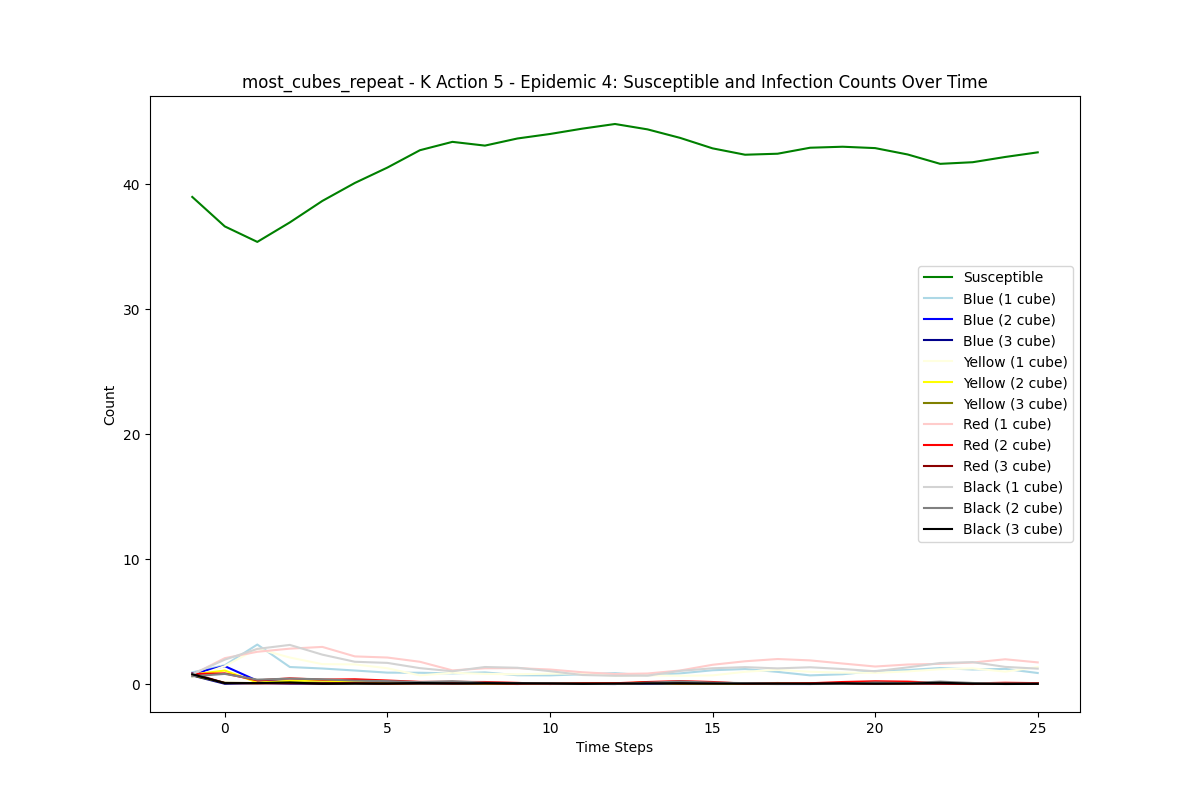 most_cubes_repeat - K Action 5 - Epidemic 4: Susceptible and Infection Counts Over Time
Count
40
30
20
10
0
Susceptible
Blue (1 cube)
Blue (2 cube)
Blue (3 cube)
Yellow (1 cube)
Yellow (2 cube)
Yellow (3 cube)
Red (1 cube)
Red (2 cube)
Red (3 cube)
Black (1 cube)
Black (2 cube)
Black (3 cube)
0 5 10 15 20 25
Time Steps